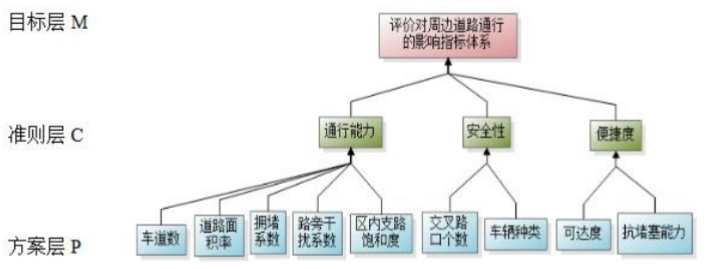 目标层 M
评价对周边道路通行
的影响指标体系
准则层 C
通行能力
安全性
便捷度
方案层 P
车道数
道路面
积率
拥堵
系数
路旁干
扰系数
区内支路
饱和度
交叉路
口个数
车辆种类
可达度
抗堵塞能力